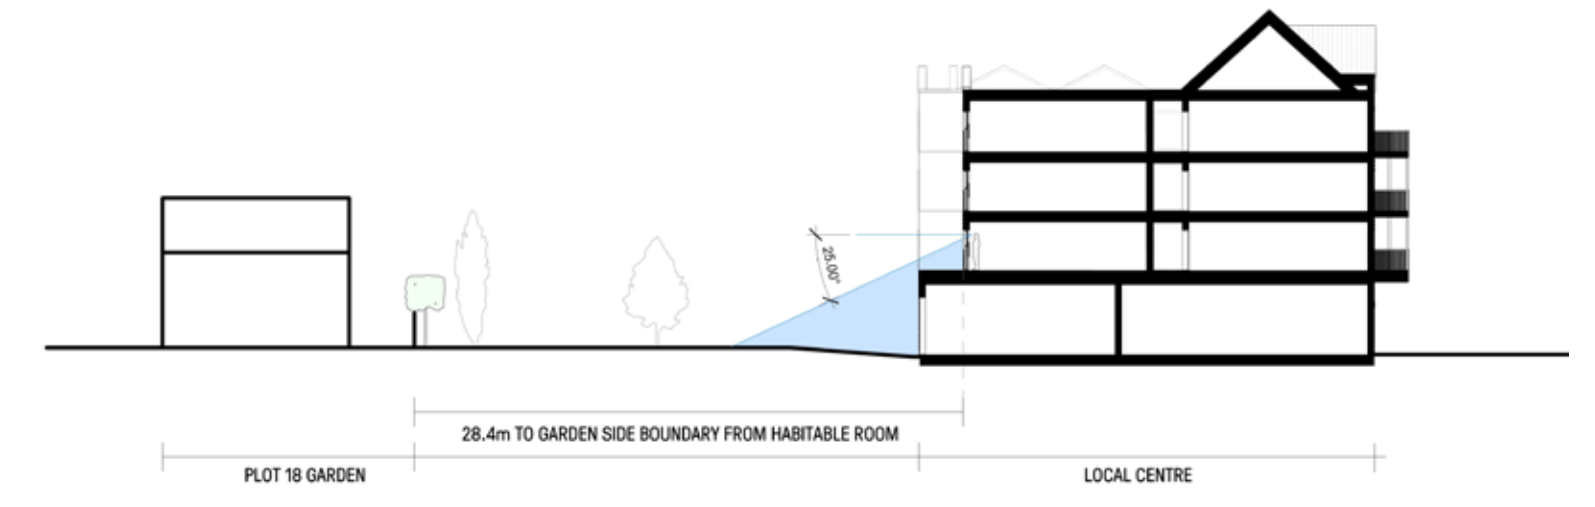 25.00°
28.4m TO GARDEN SIDE BOUNDARY FROM HABITABLE ROOM
PLOT 18 GARDEN
LOCAL CENTRE